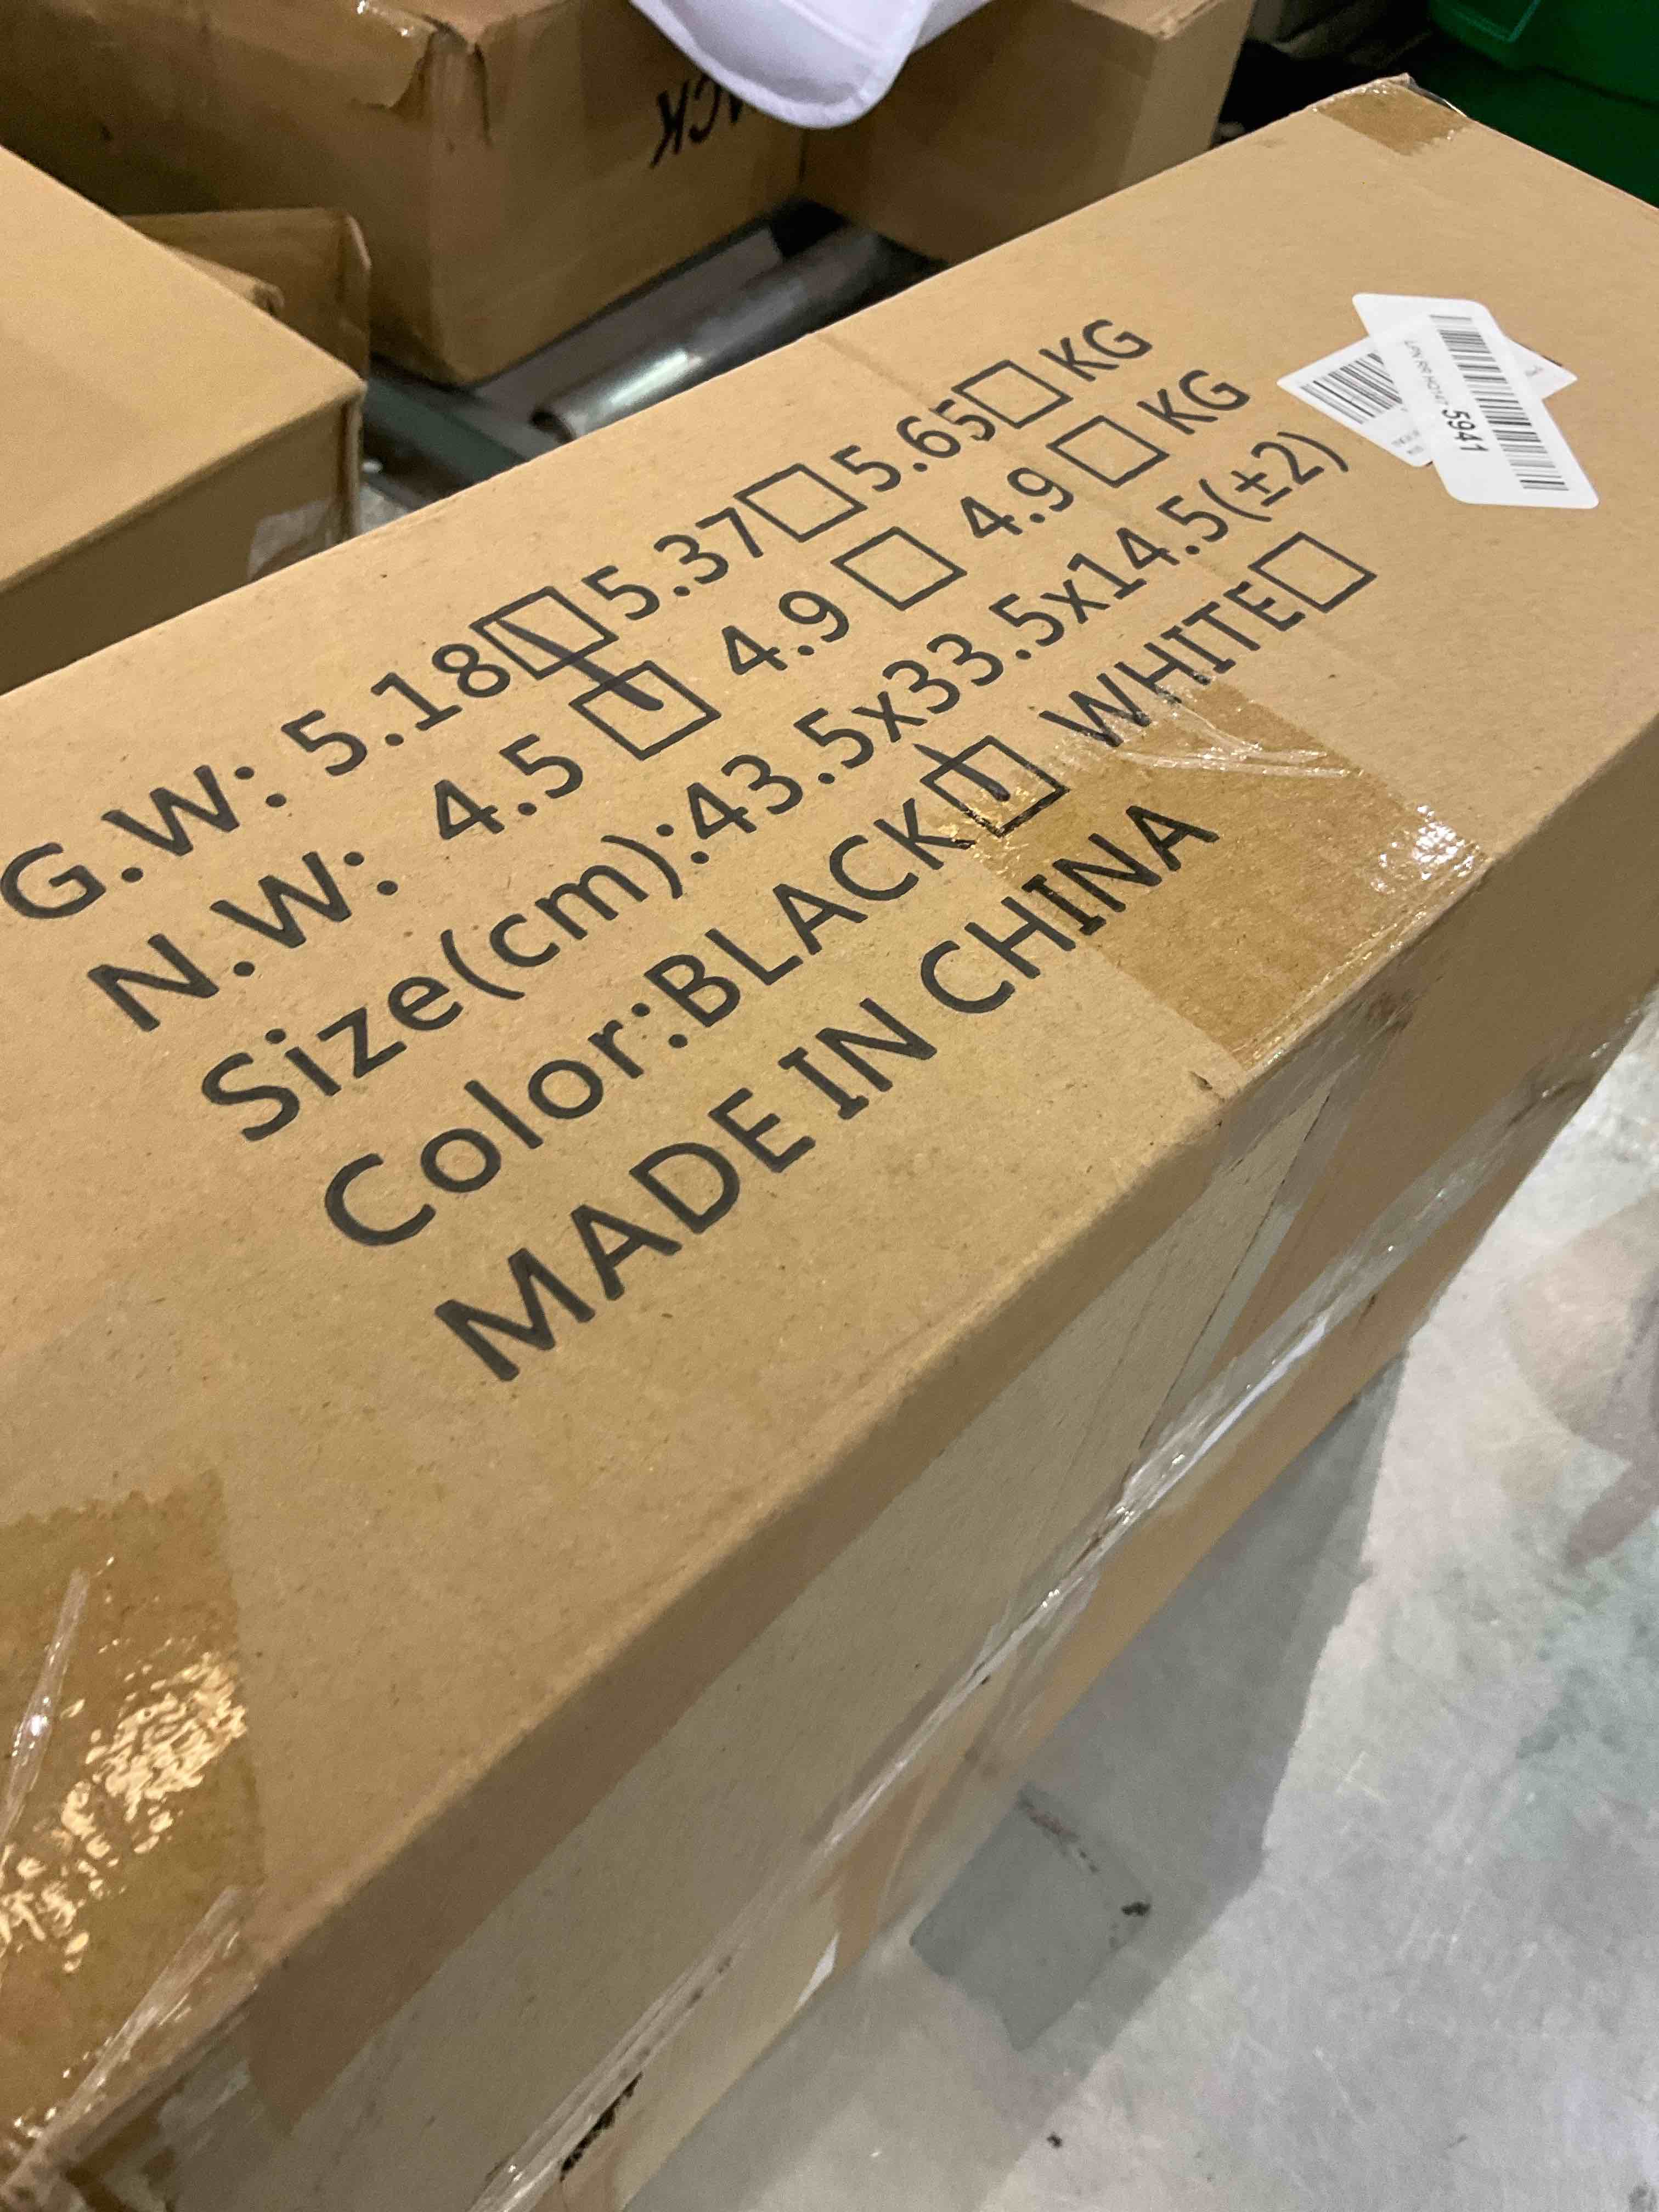 G.W: 5.18☑5.37☐5.65☐ KG
N.W: 4.5 ☑ 4.9 ☐ 4.9 ☐ KG
Size(cm):43.5x33.5x14.5(±2)
Color:BLACK☑ WHITE☐
MADE IN CHINA
5941